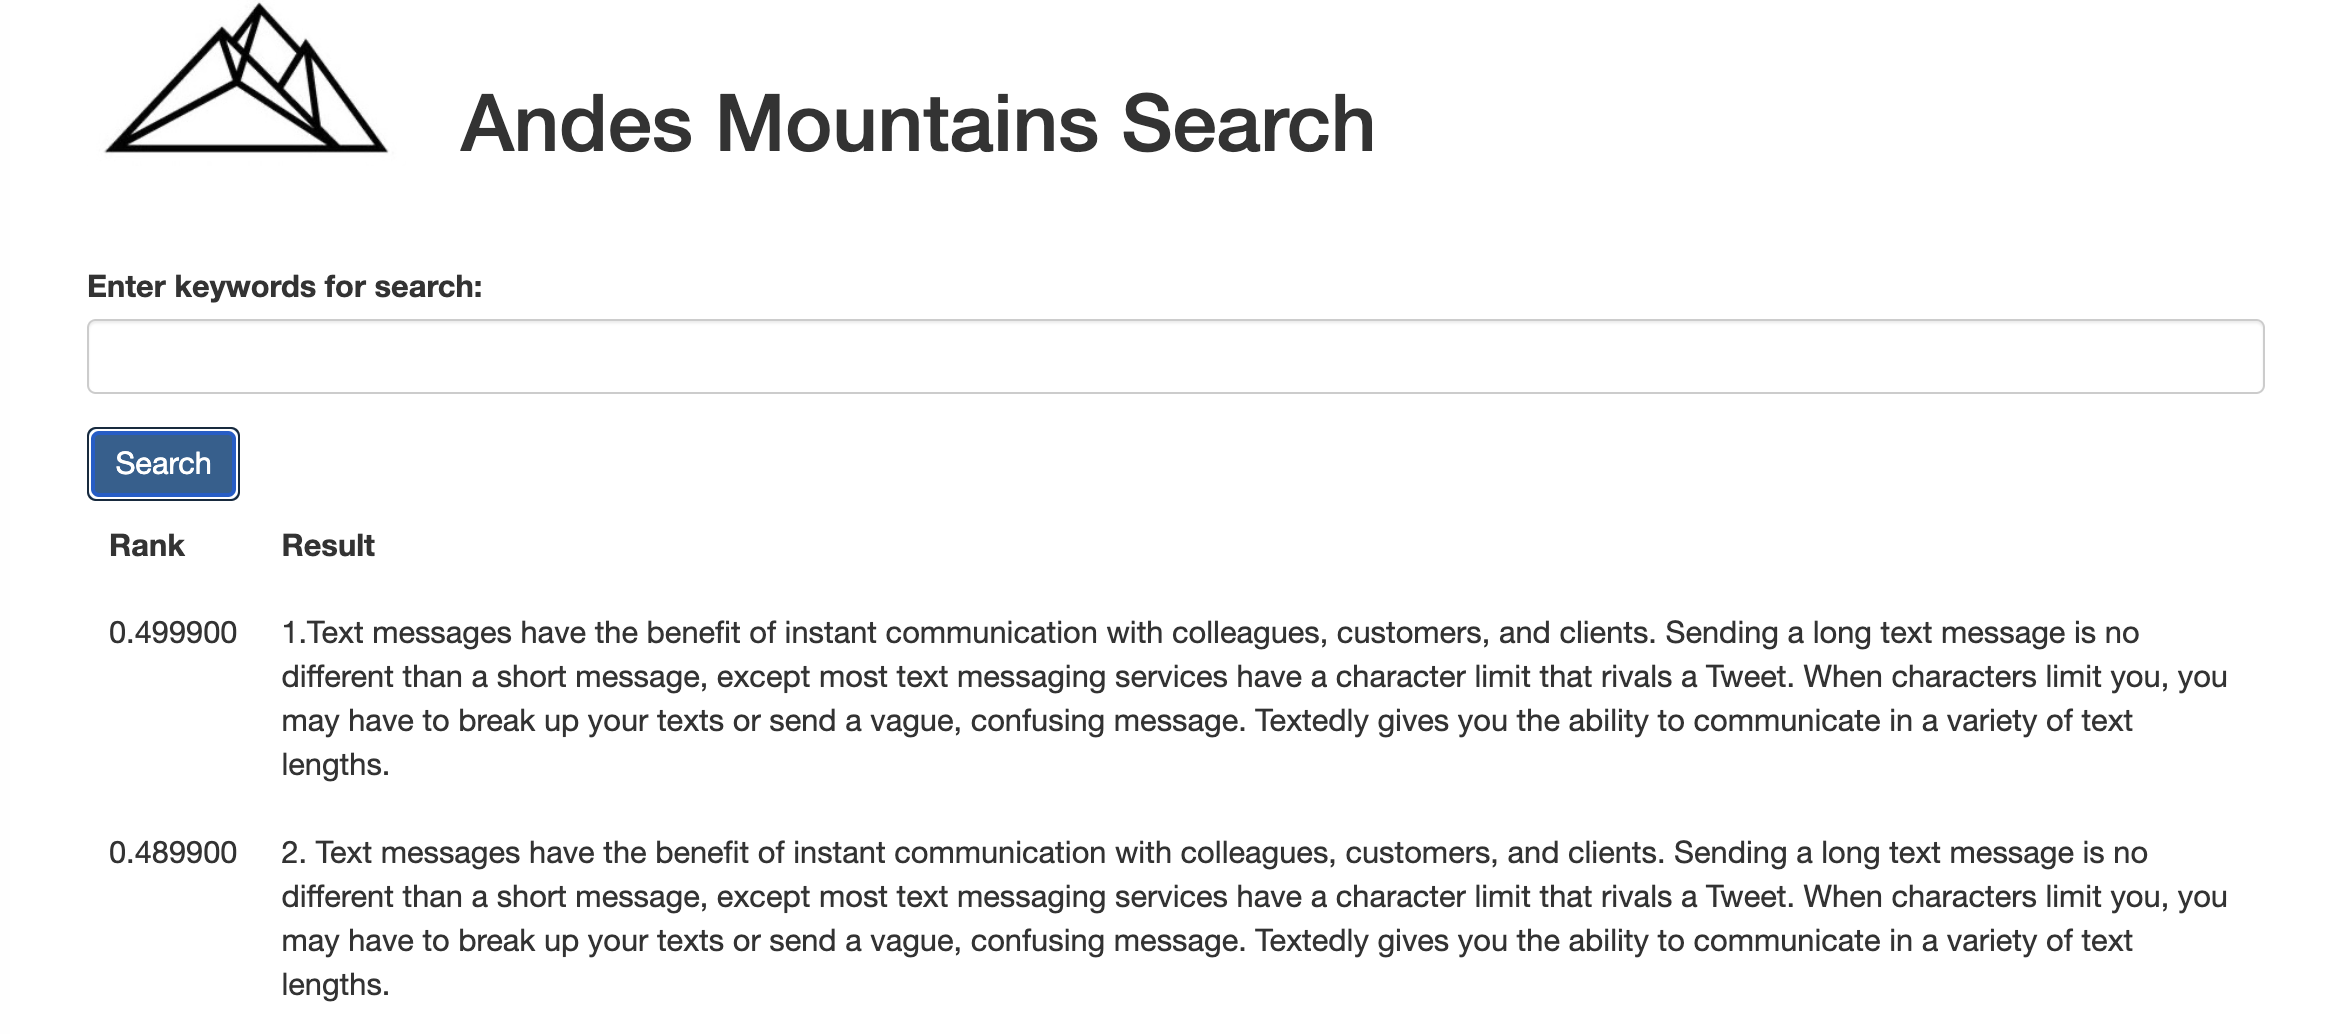 Andes Mountains Search
Enter keywords for search:
Search
Rank Result
0.499900 1.Text messages have the benefit of instant communication with colleagues, customers, and clients. Sending a long text message is no
different than a short message, except most text messaging services have a character limit that rivals a Tweet. When characters limit you, you
may have to break up your texts or send a vague, confusing message. Textedly gives you the ability to communicate in a variety of text
lengths.
0.489900 2. Text messages have the benefit of instant communication with colleagues, customers, and clients. Sending a long text message is no
different than a short message, except most text messaging services have a character limit that rivals a Tweet. When characters limit you, you
may have to break up your texts or send a vague, confusing message. Textedly gives you the ability to communicate in a variety of text
lengths.